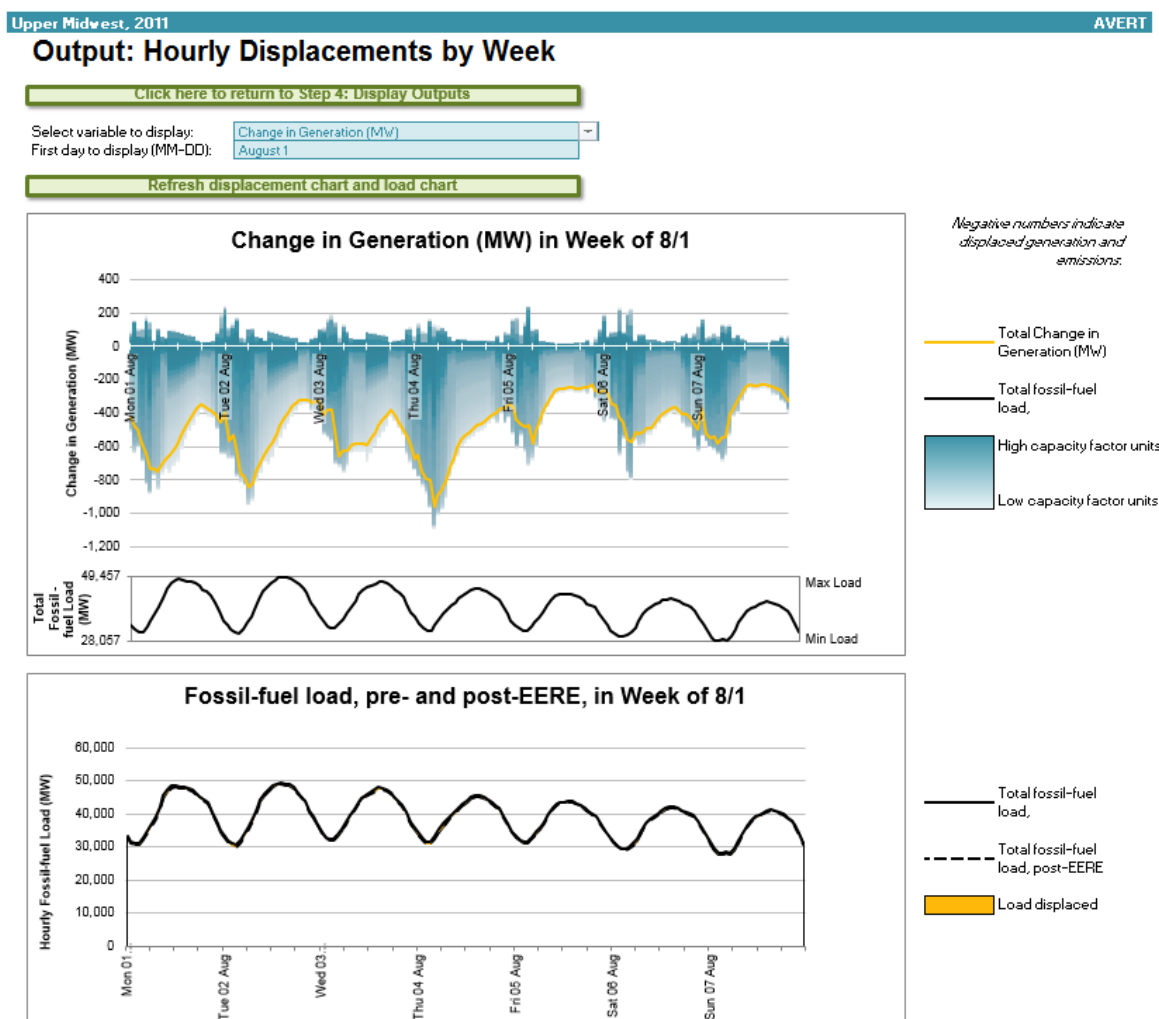 Upper Midwest, 2011 AVERT
Output: Hourly Displacements by Week
Click here to return to Step 4: Display Outputs
Select variable to display: Change in Generation (MW)
First day to display (MM-DD): August 1
Refresh displacement chart and load chart
Change in Generation (MW) in Week of 8/1
Change in Generation (MW)
400
200
0
-200
-400
-600
-800
-1,000
-1,200
Mon 01 Aug
Tue 02 Aug
Wed 03 Aug
Thu 04 Aug
Fri 05 Aug
Sat 06 Aug
Sun 07 Aug
Total
Fossil-
fuel Load
(MW)
49,457
28,057
Max Load
Min Load
Negative numbers indicate
displaced generation and
emissions.
Total Change in
Generation (MW)
Total fossil-fuel
load,
High capacity factor units
Low capacity factor units
Fossil-fuel load, pre- and post-EERE, in Week of 8/1
Hourly Fossil-fuel Load (MW)
60,000
50,000
40,000
30,000
20,000
10,000
0
Mon 01...
Tue 02 Aug
Wed 03...
Thu 04 Aug
Fri 05 Aug
Sat 06 Aug
Sun 07 Aug
Total fossil-fuel
load,
Total fossil-fuel
load, post-EERE
Load displaced